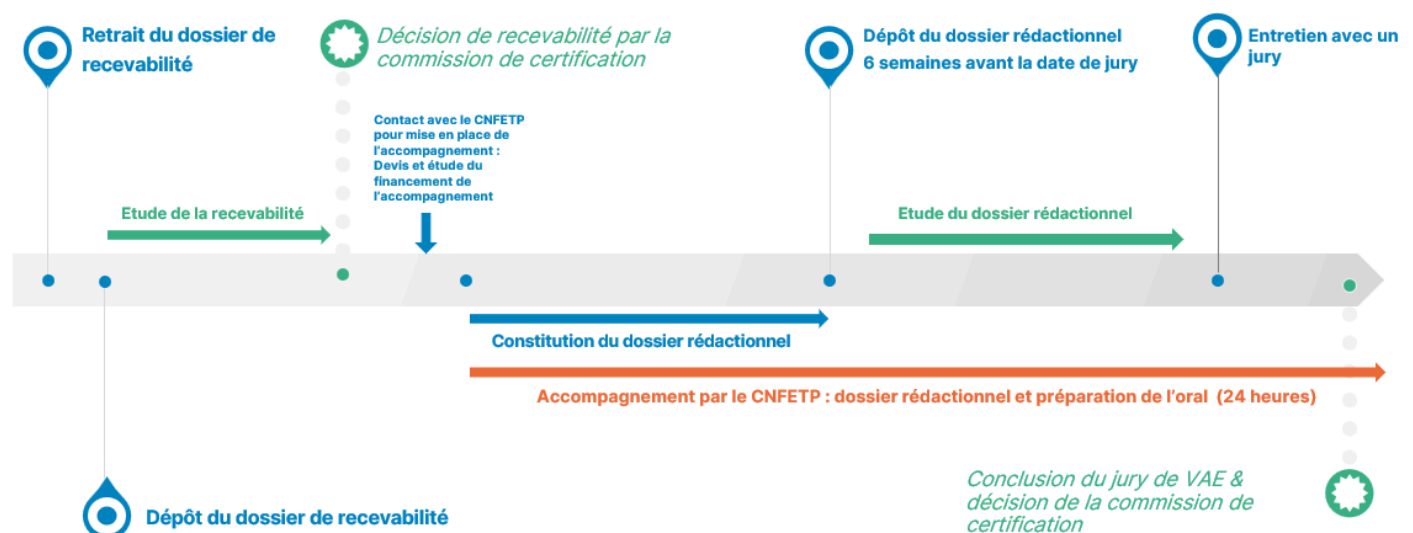 Retrait du dossier de
recevabilité
Décision de recevabilité par la
commission de certification
Dépôt du dossier rédactionnel
6 semaines avant la date de jury
Entretien avec un
jury
Contact avec le CNFETP
pour mise en place de
l'accompagnement :
Devis et étude du
financement de
l'accompagnement
Etude de la recevabilité
Etude du dossier rédactionnel
Constitution du dossier rédactionnel
Accompagnement par le CNFETP : dossier rédactionnel et préparation de l'oral (24 heures)
Conclusion du jury de VAE &
décision de la commission de
certification
Dépôt du dossier de recevabilité